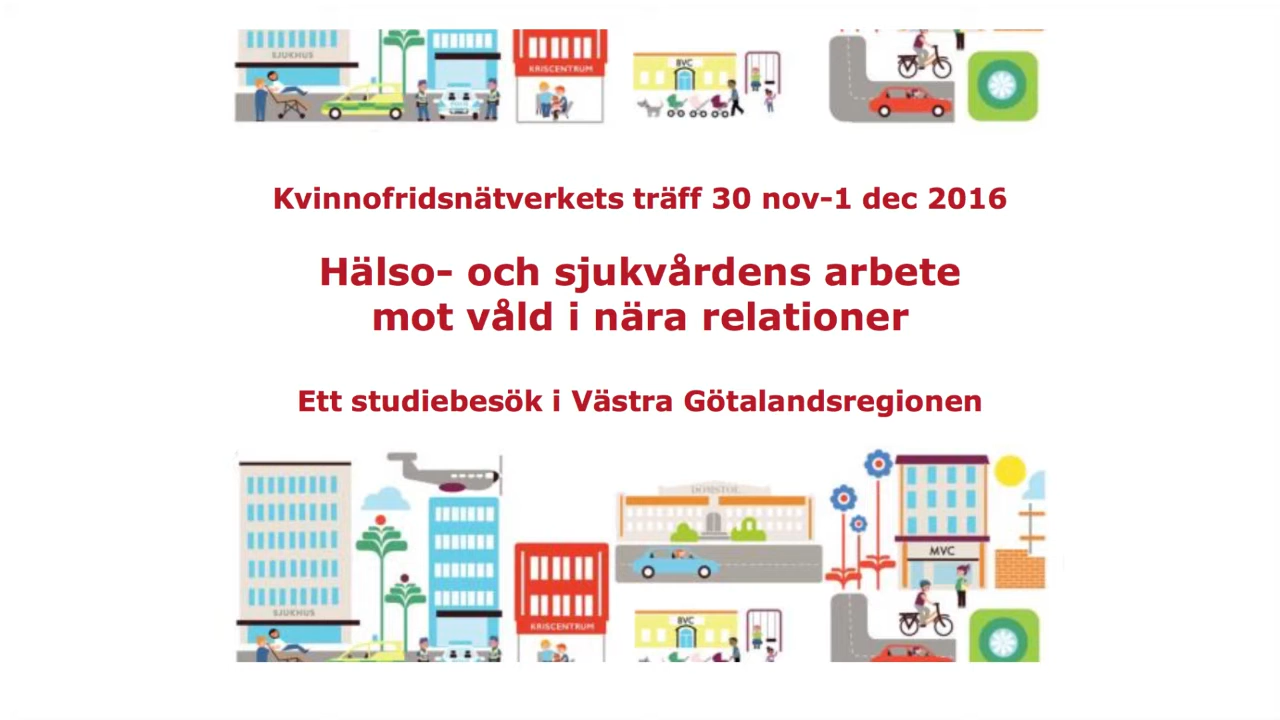 SJUKHUS
KRISCENTRUM
BVC
Kvinnofridsnätverkets träff 30 nov-1 dec 2016
Hälso- och sjukvårdens arbete
mot våld i nära relationer
Ett studiebesök i Västra Götalandsregionen
DOMSTOL
MVC
SJUKHUS
KRISCENTRUM
BVC